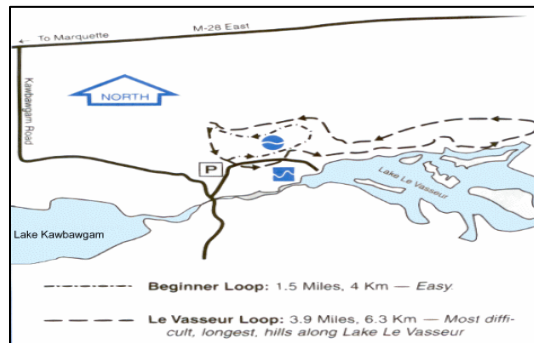 M-28 East
← To Marquette
Kawbawgam Road
NORTH
P
Lake Le Vasseur
Lake Kawbawgam
Beginner Loop: 1.5 Miles, 4 Km — Easy
Le Vasseur Loop: 3.9 Miles, 6.3 Km — Most diffi-
cult, longest, hills along Lake Le Vasseur